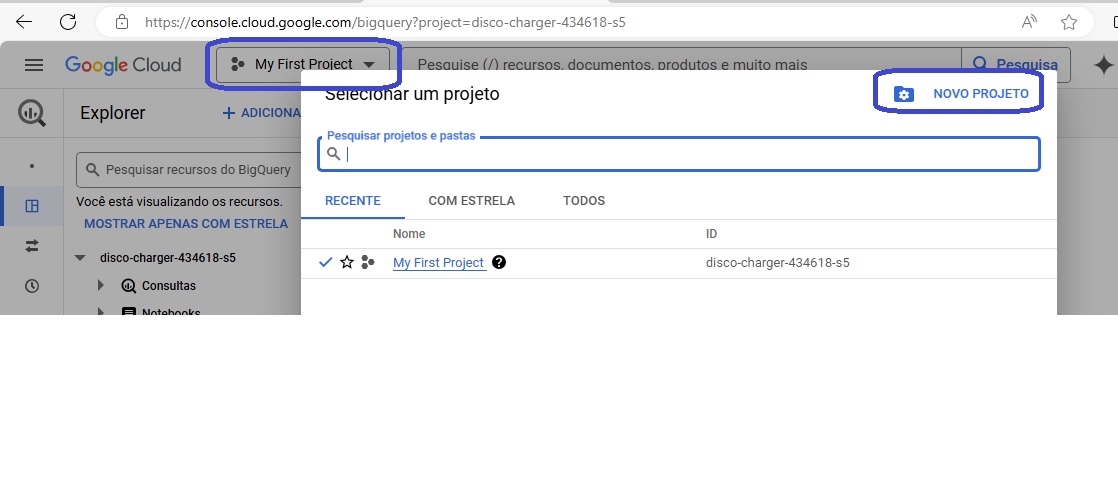 https://console.cloud.google.com/bigquery?project=disco-charger-434618-s5
Google Cloud
My First Project
Pesquise (/) recursos, documentos, produtos e muito mais
Pesquisa
Explorer
+ ADICIONA
Selecionar um projeto
NOVO PROJETO
Pesquisar projetos e pastas
Pesquisar recursos do BigQuery
Você está visualizando os recursos.
MOSTRAR APENAS COM ESTRELA
RECENTE
COM ESTRELA
TODOS
Nome
ID
disco-charger-434618-s5
My First Project
disco-charger-434618-s5
Consultas
Notebooks